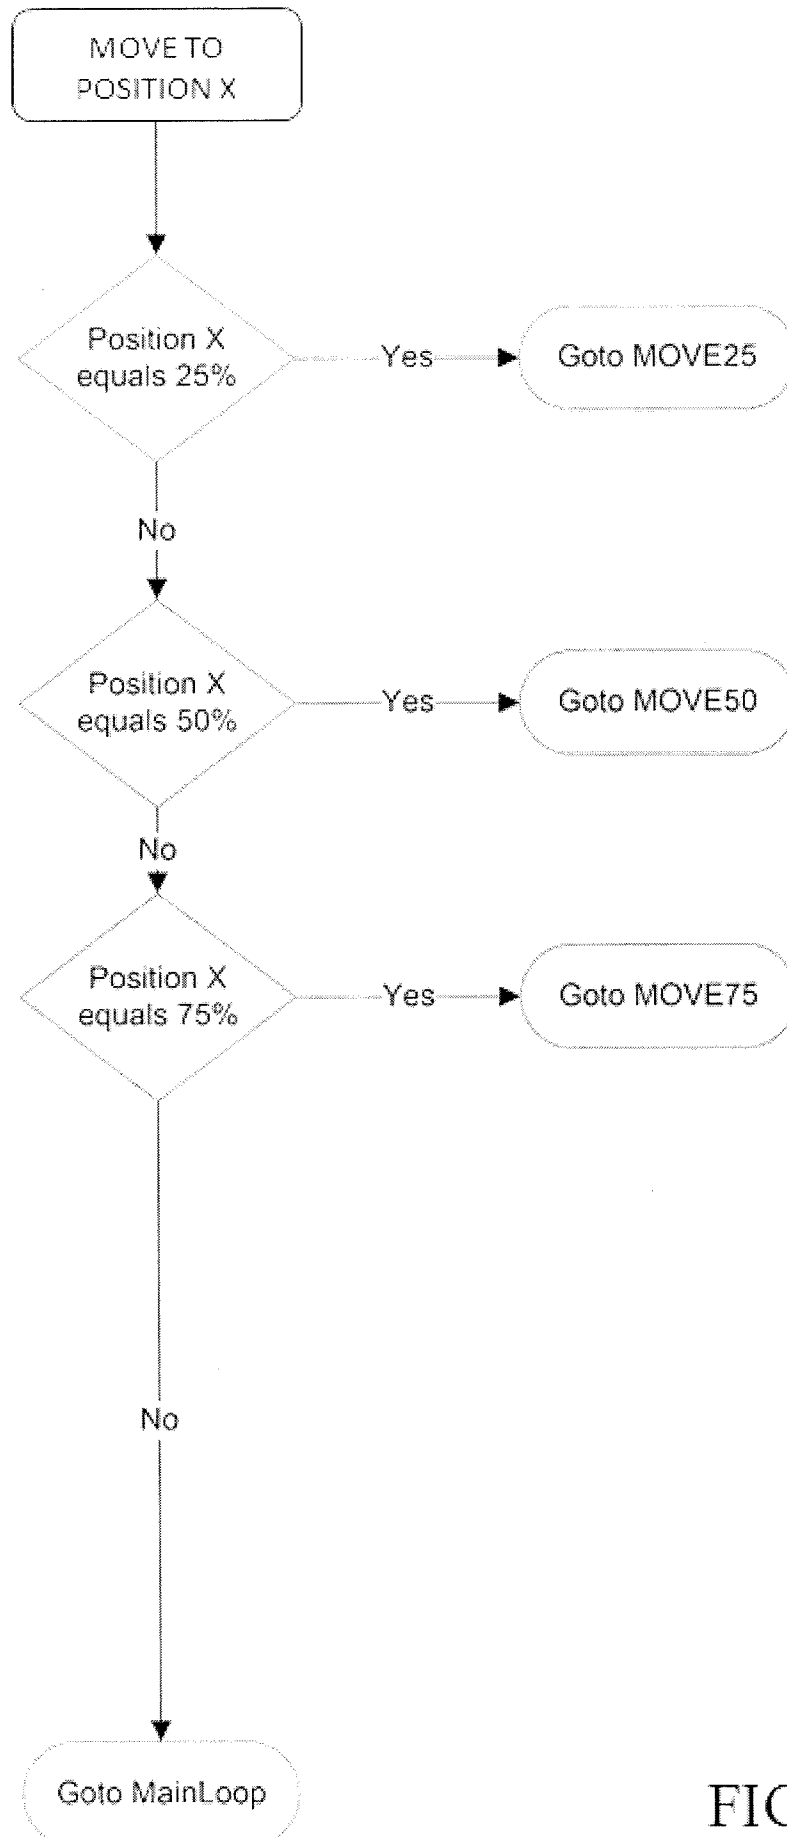 MOVE TO
POSITION X
Position X
equals 25%
Yes
Goto MOVE25
No
Position X
equals 50%
Yes
Goto MOVE50
No
Position X
equals 75%
Yes
Goto MOVE75
No
Goto MainLoop